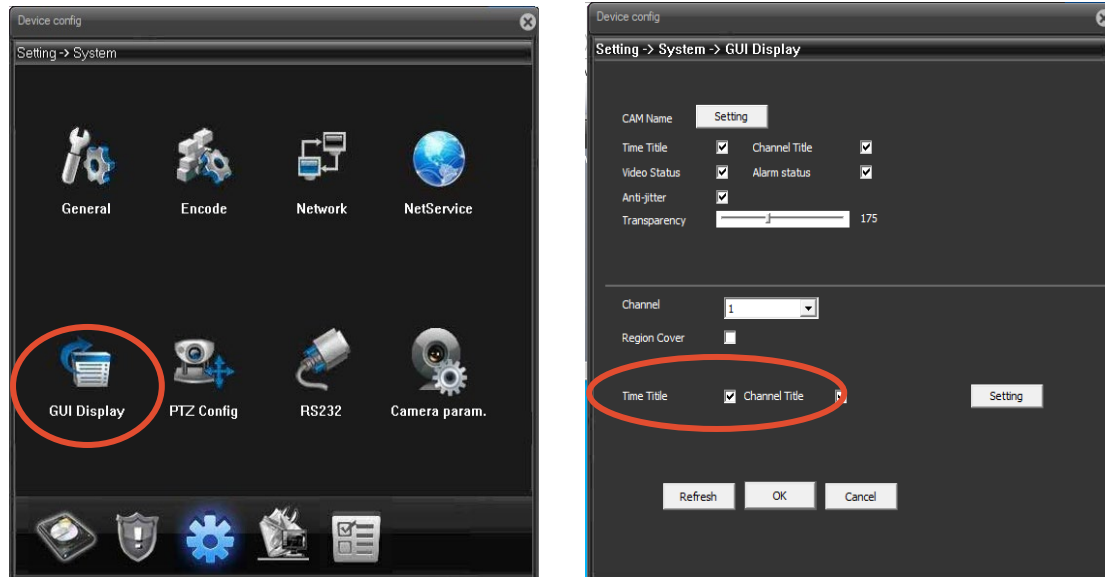 Device config
Setting -> System
General Encode Network NetService
GUI Display PTZ Config RS232 Camera param.
Device config
Setting -> System -> GUI Display
CAM Name Setting
Time Titile Channel Title
Video Status Alarm status
Anti-jitter
Transparency 175
Channel 1
Region Cover
Time Titile Channel Title Setting
Refresh OK Cancel